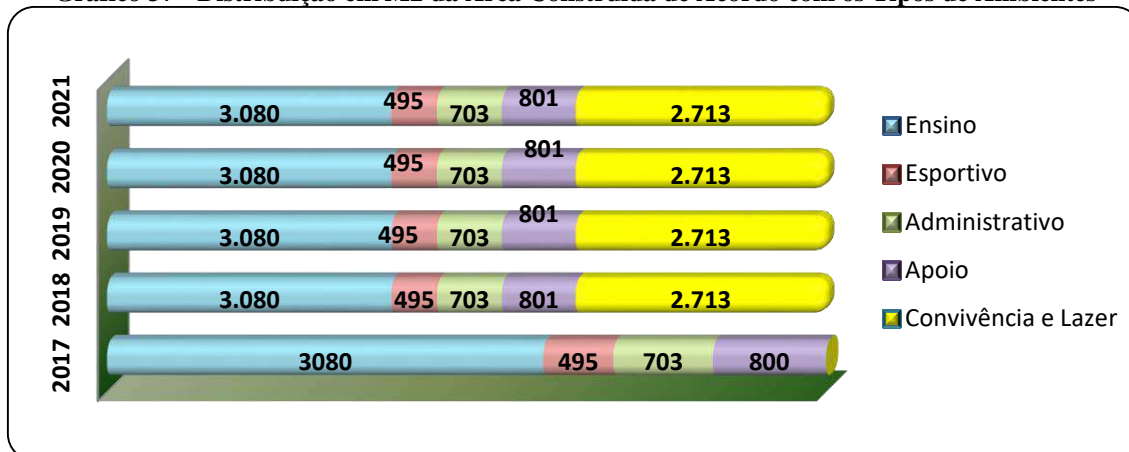 2021 3.080 495 703 801 2.713
2020 3.080 495 703 801 2.713
2019 3.080 495 703 801 2.713
2018 3.080 495 703 801 2.713
2017 3080 495 703 800
Ensino
Esportivo
Administrativo
Apoio
Convivência e Lazer